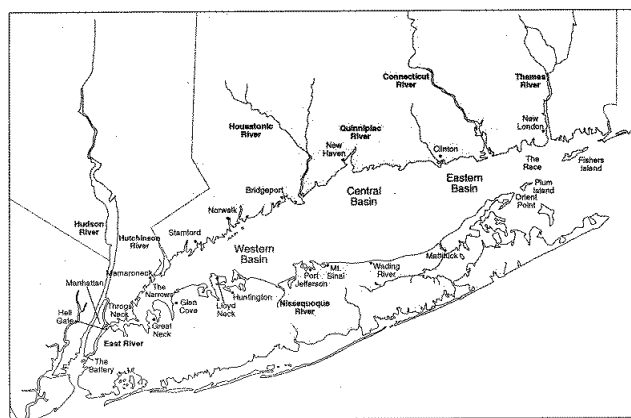 Connecticut
River
Thames
River
Housatonic
River
Quinnipiac
River
New
Haven
New
London
Clinton
The
Race
Fishers
Island
Bridgeport
Central
Basin
Eastern
Basin
Plum
Island
Orient
Point
Norwalk
Stamford
Hudson
River
Hutchinson
River
Western
Basin
Mamaroneck
Manhattan
The
Narrows
Throgs
Neck
Hell
Gate
Glen
Cove
Great
Neck
Lloyd
Neck
Huntington
Port
Jefferson
Mt.
Sinai
Wading
River
Mattituck
Nissequogue
River
East River
The
Battery